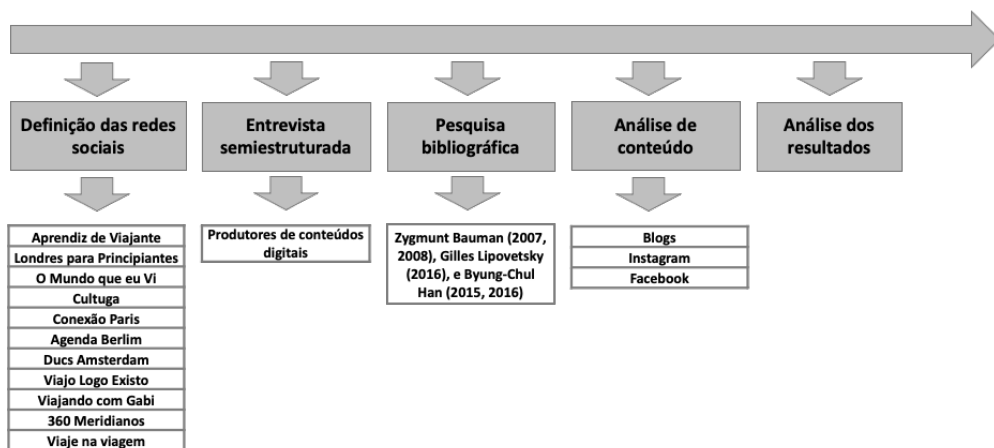 Definição das redes
sociais
Entrevista
semiestruturada
Pesquisa
bibliográfica
Análise de
conteúdo
Análise dos
resultados
Aprendiz de Viajante
Londres para Principiantes
O Mundo que eu Vi
Cultuga
Conexão Paris
Agenda Berlim
Ducs Amsterdam
Viajo Logo Existo
Viajando com Gabi
360 Meridianos
Viaje na viagem
Produtores de conteúdos
digitais
Zygmunt Bauman (2007,
2008), Gilles Lipovetsky
(2016), e Byung-Chul
Han (2015, 2016)
Blogs
Instagram
Facebook